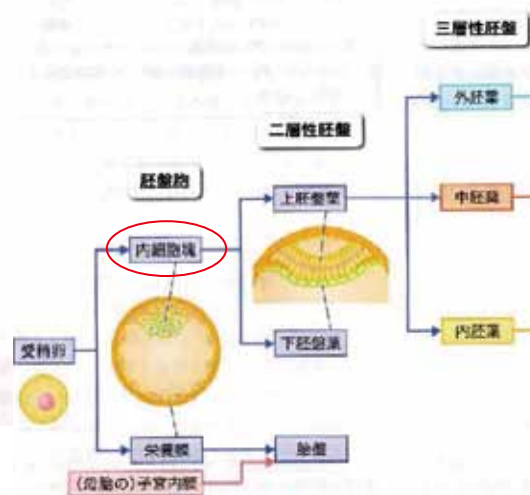 三層性胚盤
外胚葉
二層性胚盤
胚盤胞
上胚盤葉
中胚葉
内細胞塊
内胚葉
下胚盤葉
受精卵
栄養膜
胎盤
(母胎の)子宮内膜